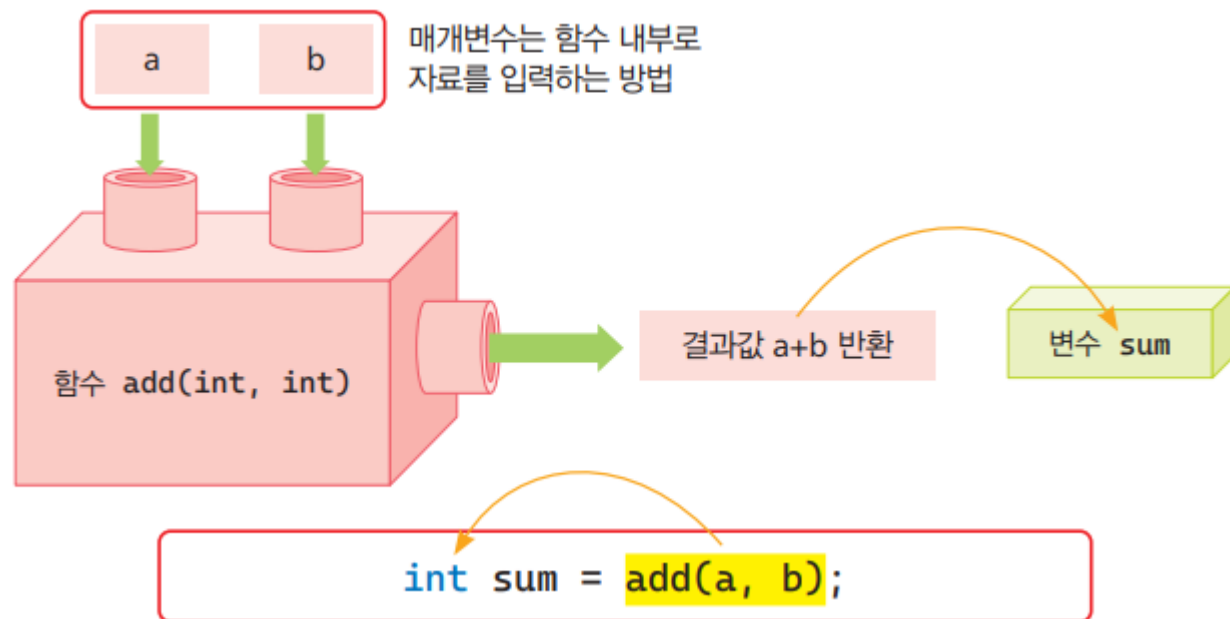 a
b
매개변수는 함수 내부로
자료를 입력하는 방법
함수 add(int, int)
결과값 a+b 반환
변수 sum
int sum = add(a, b);